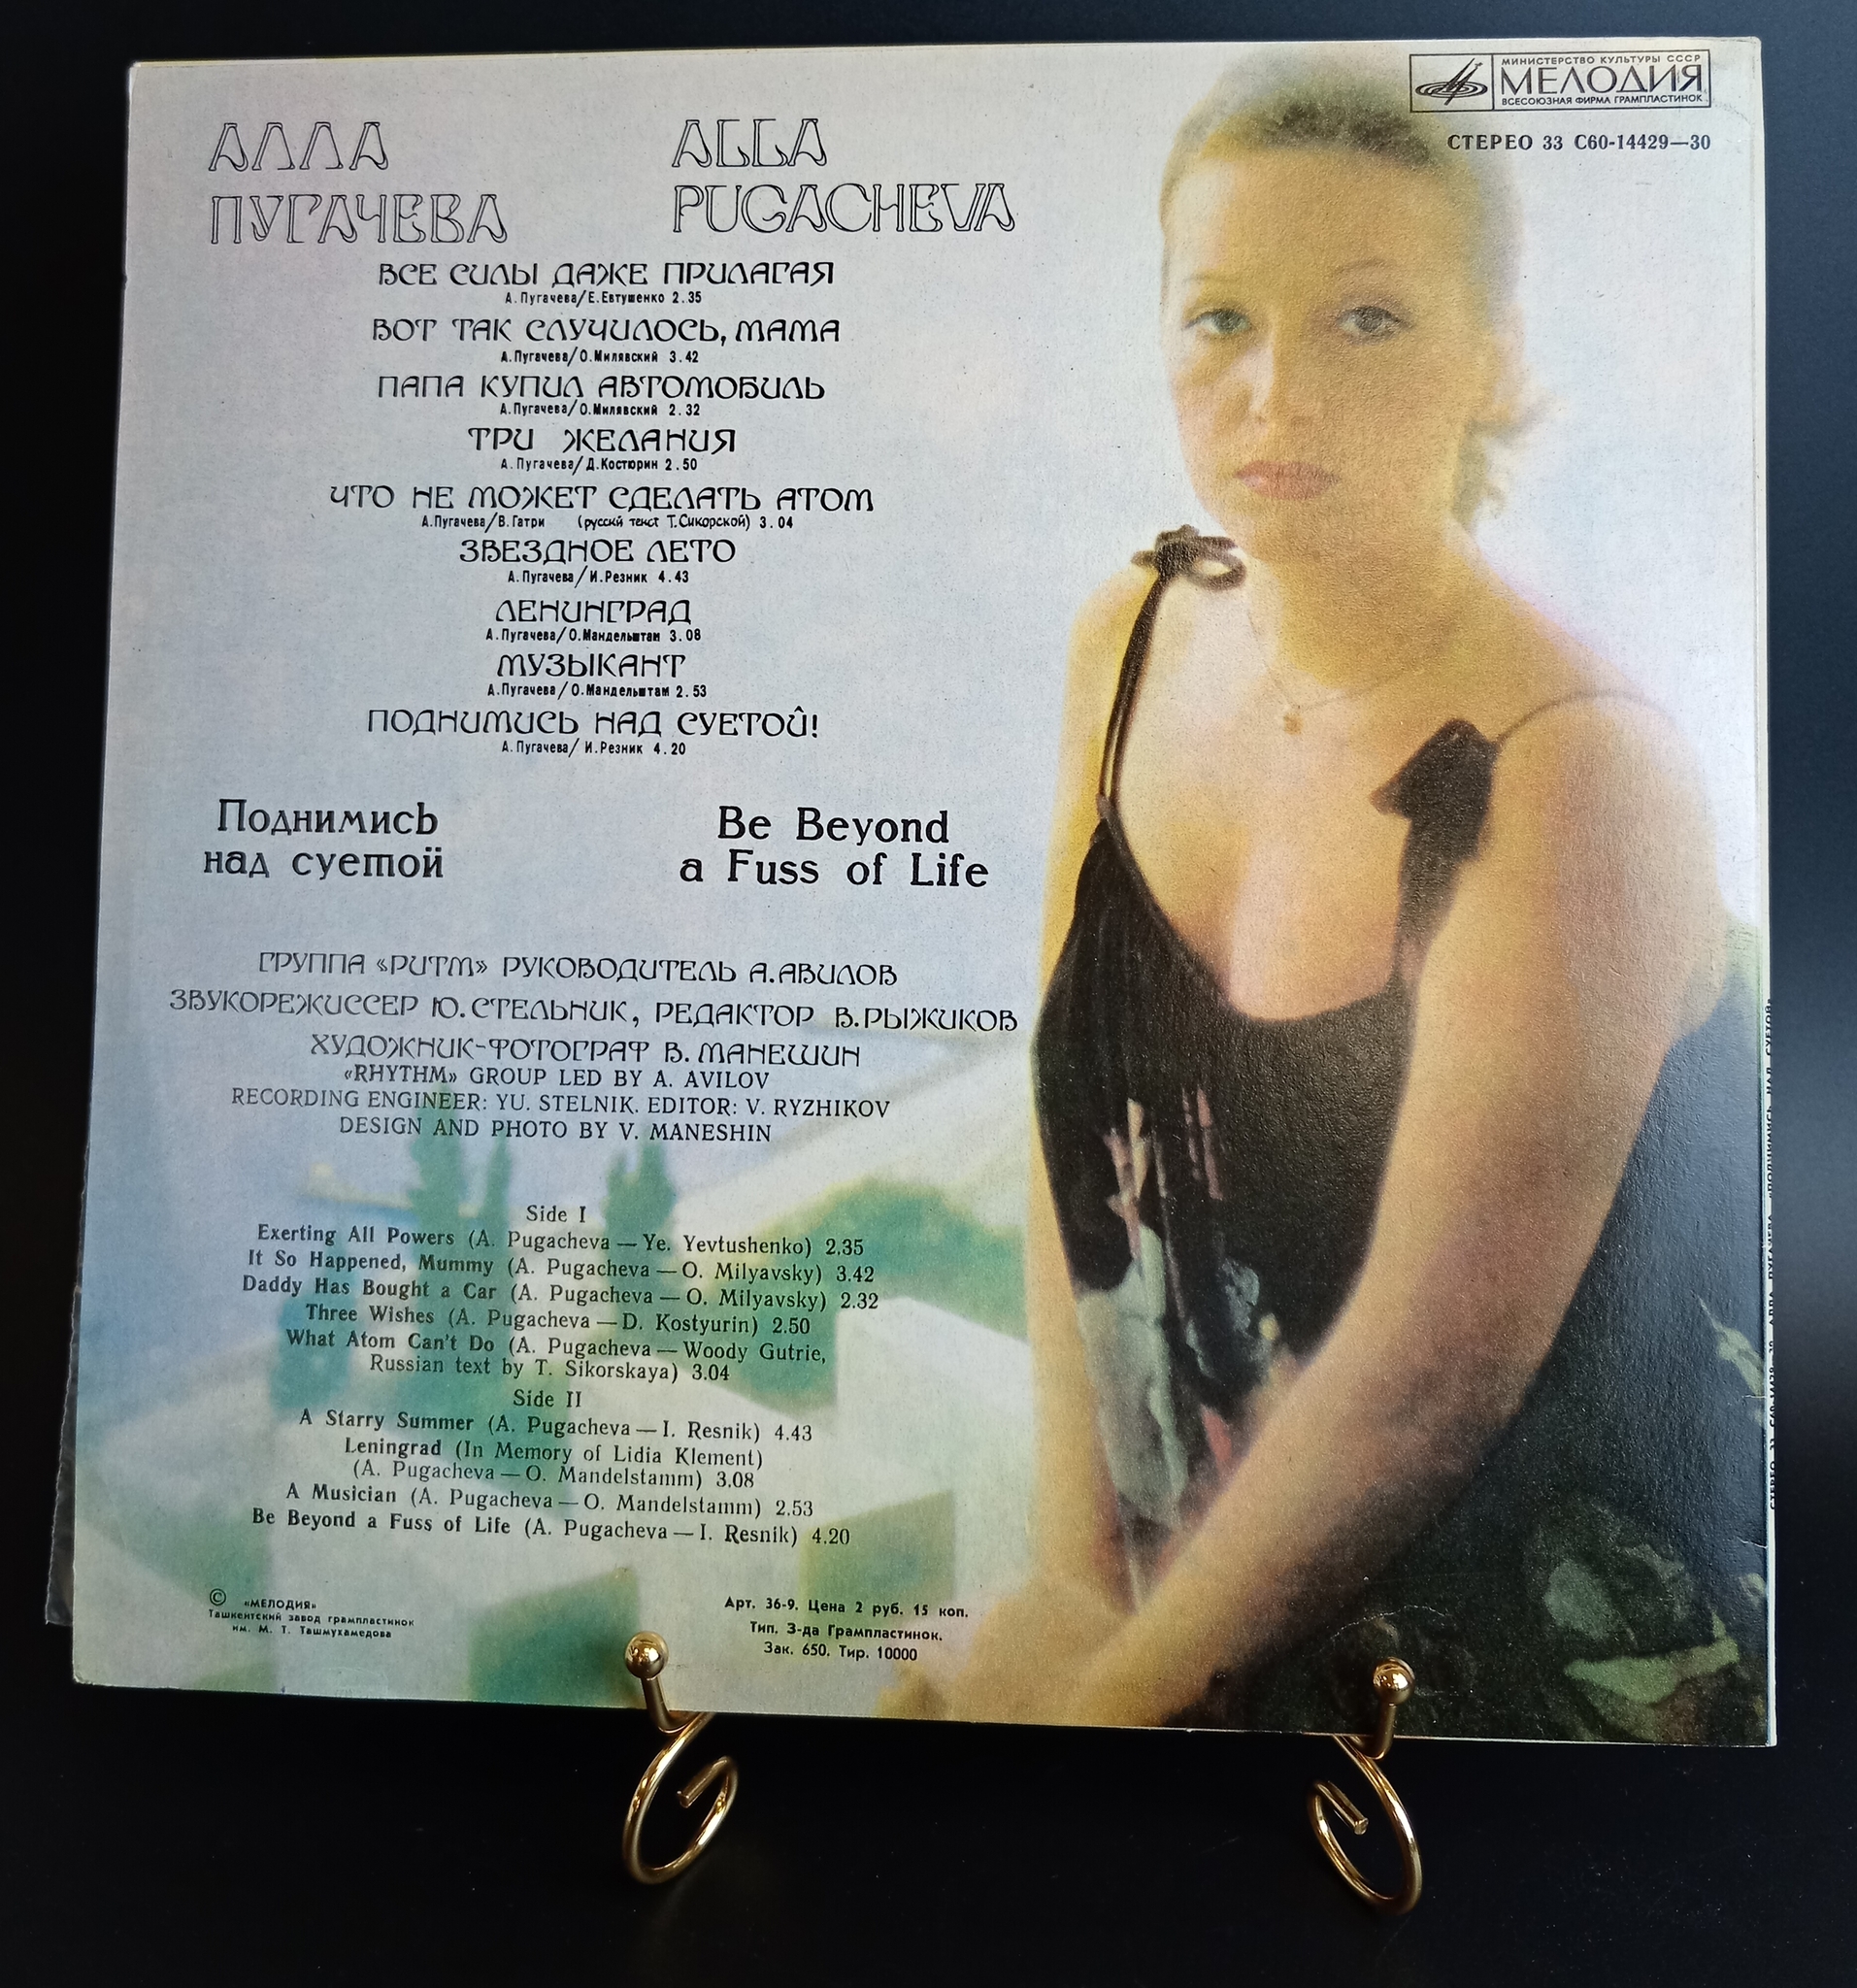 МИНИСТЕРСТВО КУЛЬТУРЫ СССР
МЕЛОДИЯ
ВСЕСОЮЗНАЯ ФИРМА ГРАМПЛАСТИНОК
СТЕРЕО 33 С60-14429—30
АЛЛА
ПУГАЧЕВА
ALLA
PUGACHEVA
ВСЕ СИЛЫ ДАЖЕ ПРИЛАГАЯ
А.Пугачева/Е.Евтушенко 2.35
ВОТ ТАК СЛУЧИЛОСЬ, МАМА
А.Пугачева/О.Милявский 3.42
ПАПА КУПИЛ АВТОМОБИЛЬ
А.Пугачева/О.Милявский 2.32
ТРИ ЖЕЛАНИЯ
А.Пугачева/Д.Костюрин 2.50
ЧТО НЕ МОЖЕТ СДЕЛАТЬ АТОМ
А.Пугачева/В.Гатри (русский текст Т.Сикорской) 3.04
ЗВЕЗДНОЕ ЛЕТО
А.Пугачева/И.Резник 4.43
ЛЕНИНГРАД
А.Пугачева/О.Мандельштам 3.08
МУЗЫКАНТ
А.Пугачева/О.Мандельштам 2.53
ПОДНИМИСЬ НАД СУЕТОЙ!
А.Пугачева/И.Резник 4.20
Поднимись
над суетой
Be Beyond
a Fuss of Life
ГРУППА «РИТМ» РУКОВОДИТЕЛЬ А.АВИЛОВ
ЗВУКОРЕЖИССЕР Ю.СТЕЛЬНИК, РЕДАКТОР В.РЫЖИКОВ
ХУДОЖНИК-ФОТОГРАФ В. МАНЕШИН
«RHYTHM» GROUP LED BY A. AVILOV
RECORDING ENGINEER: YU. STELNIK. EDITOR: V. RYZHIKOV
DESIGN AND PHOTO BY V. MANESHIN
Side I
Exerting All Powers (A. Pugacheva — Ye. Yevtushenko) 2.35
It So Happened, Mummy (A. Pugacheva — O. Milyavsky) 3.42
Daddy Has Bought a Car (A. Pugacheva — O. Milyavsky) 2.32
Three Wishes (A. Pugacheva — D. Kostyurin) 2.50
What Atom Can't Do (A. Pugacheva — Woody Gutrie,
Russian text by T. Sikorskaya) 3.04
Side II
A Starry Summer (A. Pugacheva — I. Resnik) 4.43
Leningrad (In Memory of Lidia Klement)
(A. Pugacheva — O. Mandelstamm) 3.08
A Musician (A. Pugacheva — O. Mandelstamm) 2.53
Be Beyond a Fuss of Life (A. Pugacheva — I. Resnik) 4.20
© «МЕЛОДИЯ»
Ташкентский завод грампластинок
им. М. Т. Ташмухамедова
Арт. 36-9. Цена 2 руб. 15 коп.
Тип. З-да Грампластинок.
Зак. 650. Тир. 10000